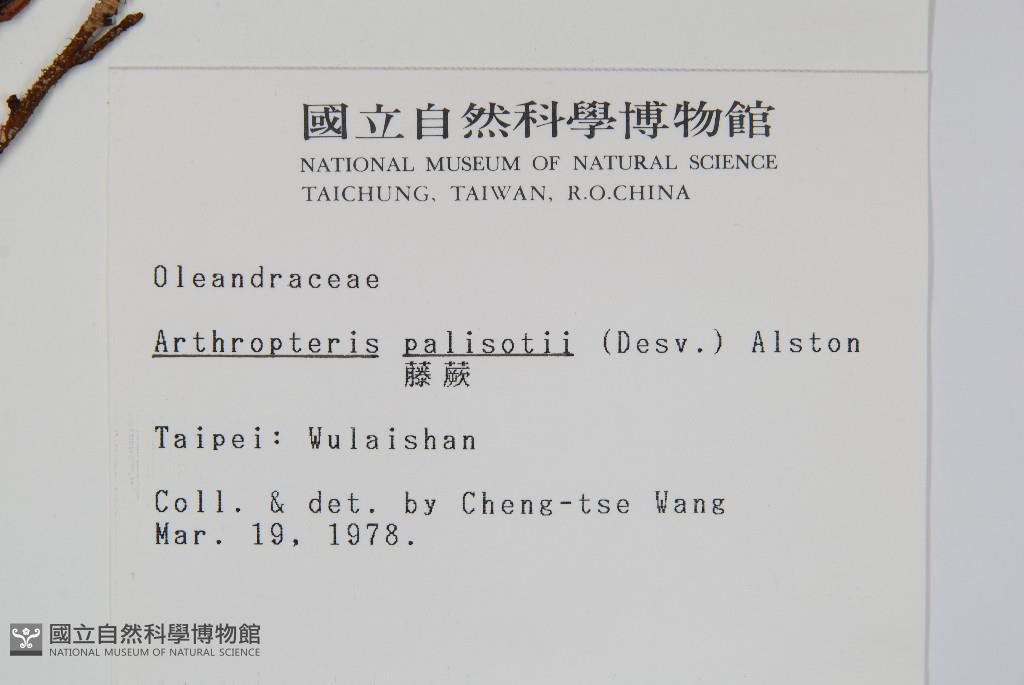 國立自然科學博物館
NATIONAL MUSEUM OF NATURAL SCIENCE
TAICHUNG, TAIWAN, R.O.CHINA
Oleandraceae
Arthropteris palisotii (Desv.) Alston
藤蕨
Taipei: Wulaishan
Coll. & det. by Cheng-tse Wang
Mar. 19, 1978.
國立自然科學博物館
NATIONAL MUSEUM OF NATURAL SCIENCE